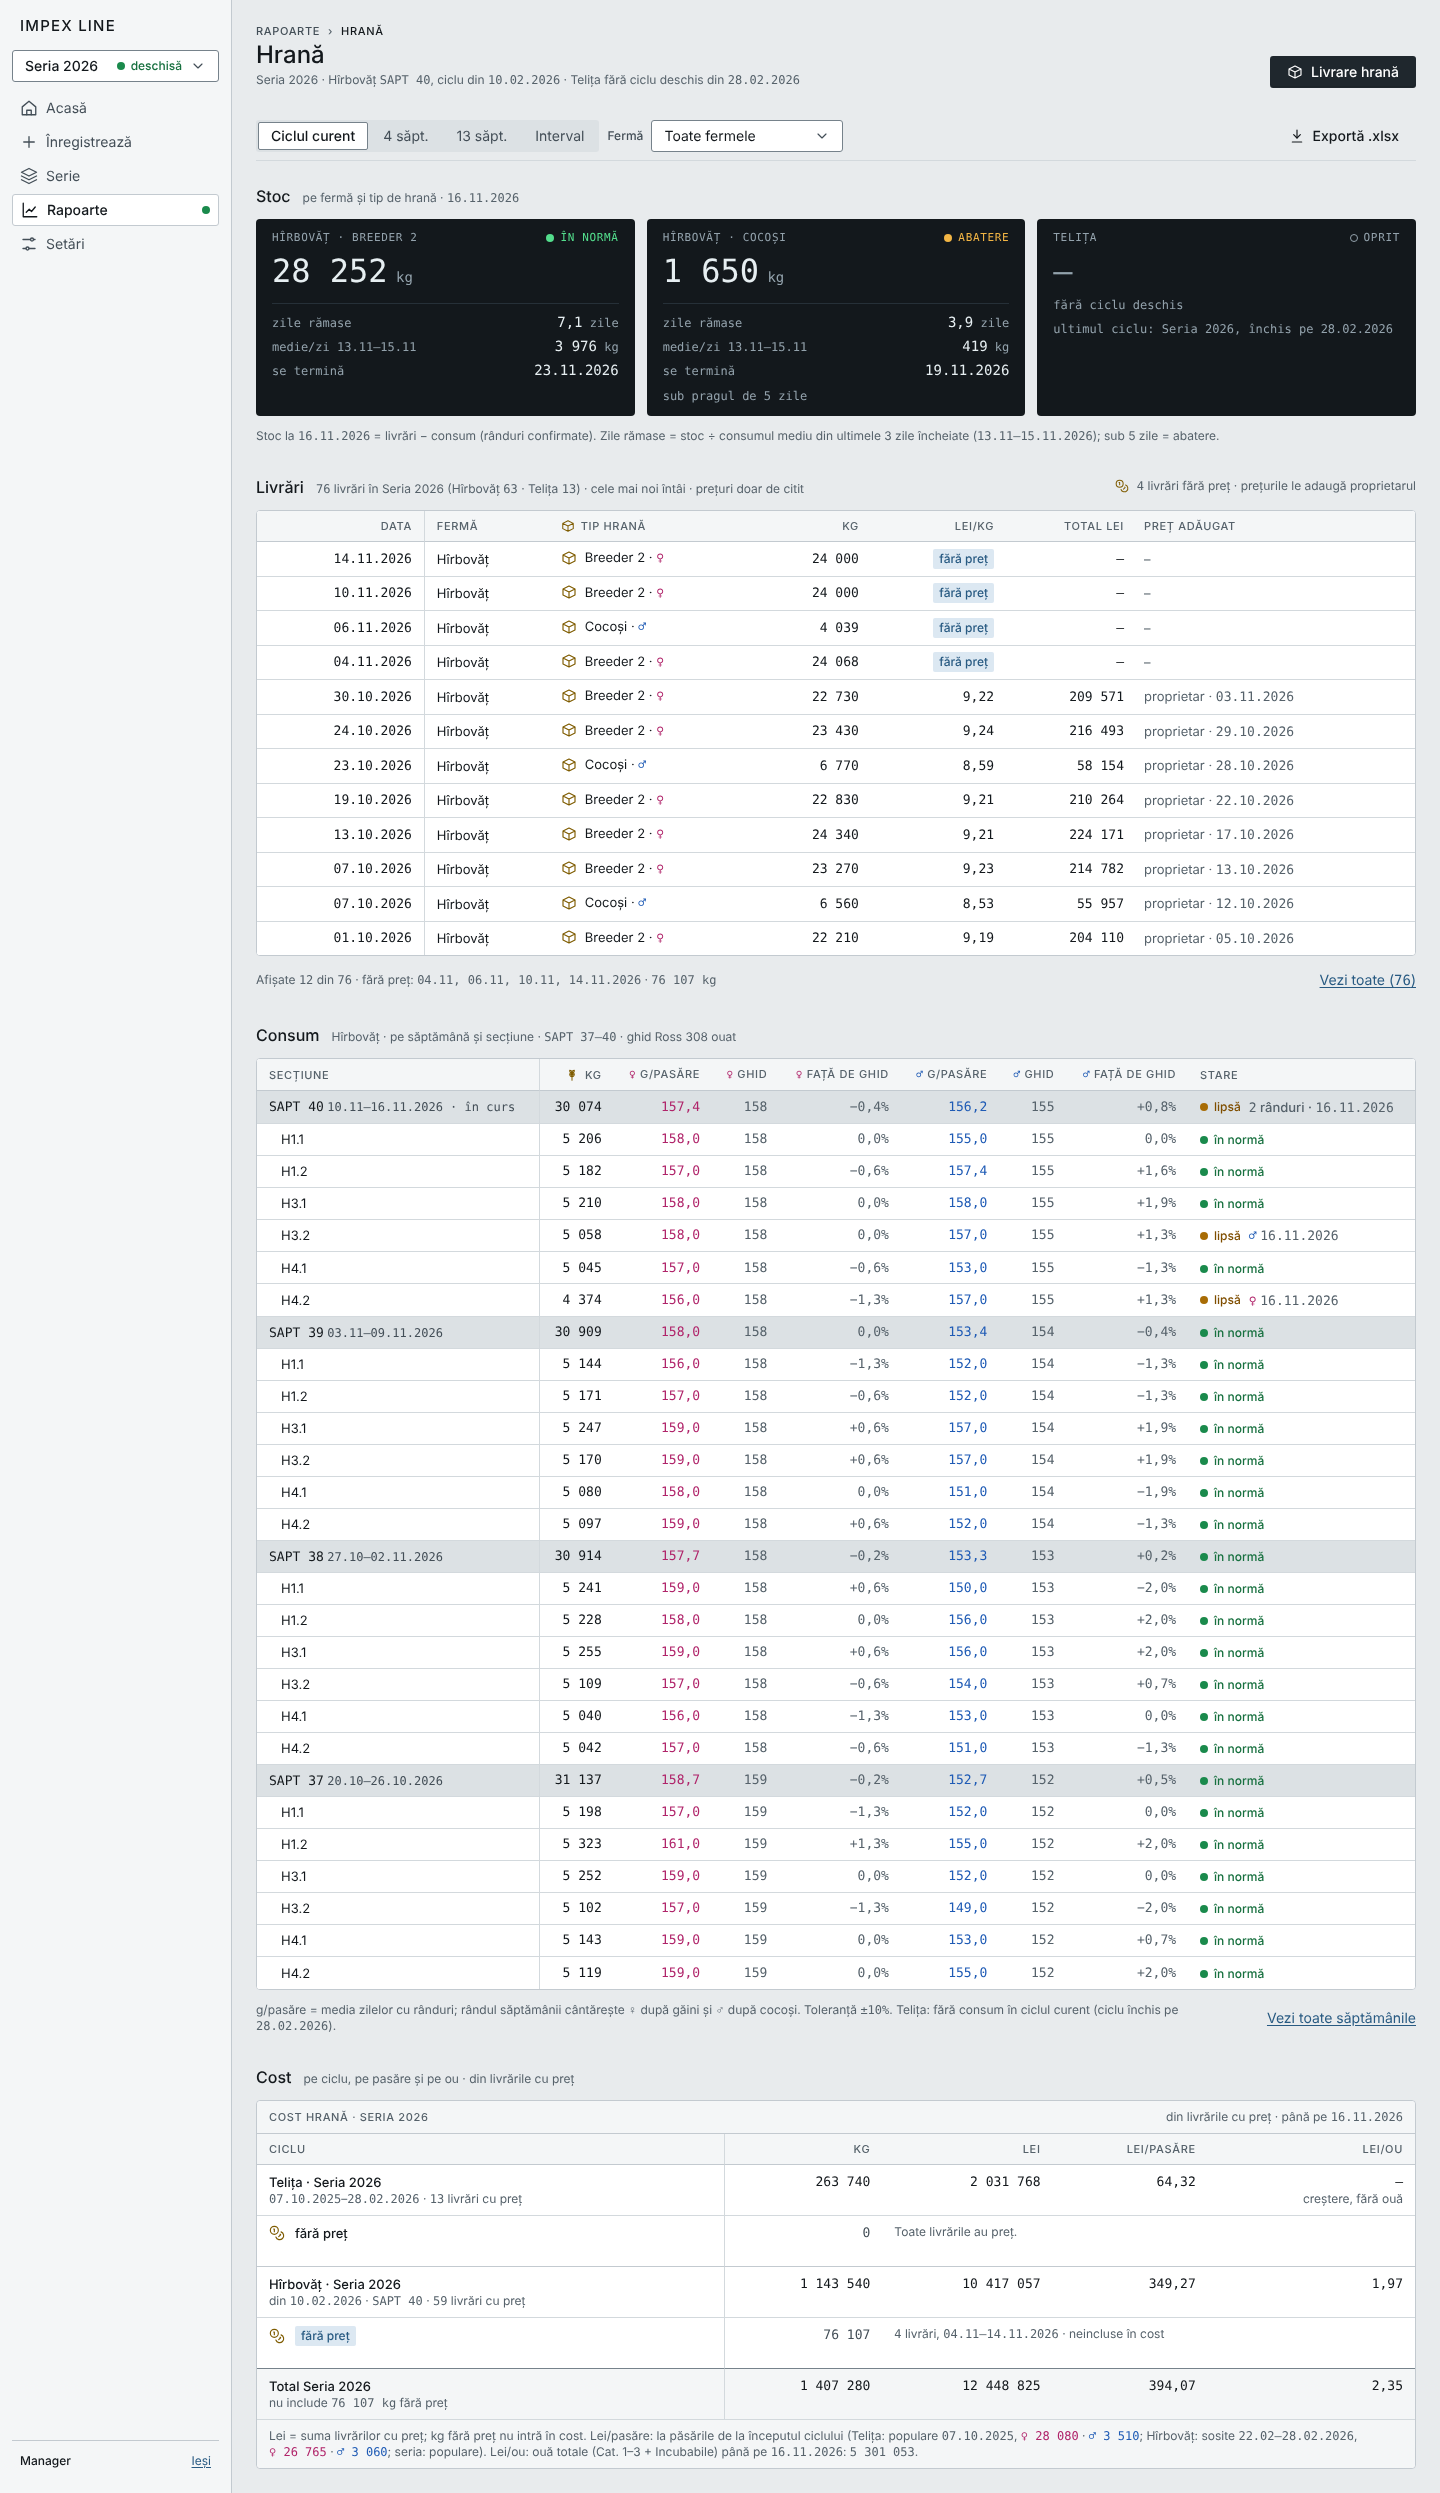 IMPEX LINE
Seria 2026 deschisă
Acasă
Înregistrează
Serie
Rapoarte
Setări
Manager Ieși
RAPOARTE › HRANĂ
Hrană
Seria 2026 · Hîrbovăț SAPT 40, ciclu din 10.02.2026 · Telița fără ciclu deschis din 28.02.2026
Livrare hrană
Ciclul curent 4 săpt. 13 săpt. Interval Fermă Toate fermele Exportă .xlsx
Stoc pe fermă și tip de hrană · 16.11.2026
HÎRBOVĂȚ · BREEDER 2 ÎN NORMĂ
28 252 kg
zile rămase 7,1 zile
medie/zi 13.11–15.11 3 976 kg
se termină 23.11.2026
HÎRBOVĂȚ · COCOȘI ABATERE
1 650 kg
zile rămase 3,9 zile
medie/zi 13.11–15.11 419 kg
se termină 19.11.2026
sub pragul de 5 zile
TELIȚA OPRIT
—
fără ciclu deschis
ultimul ciclu: Seria 2026, închis pe 28.02.2026
Stoc la 16.11.2026 = livrări − consum (rânduri confirmate). Zile rămase = stoc ÷ consumul mediu din ultimele 3 zile încheiate (13.11–15.11.2026); sub 5 zile = abatere.
Livrări 76 livrări în Seria 2026 (Hîrbovăț 63 · Telița 13) · cele mai noi întâi · prețuri doar de citit 4 livrări fără preț · prețurile le adaugă proprietarul
DATA FERMĂ TIP HRANĂ KG LEI/KG TOTAL LEI PREȚ ADĂUGAT
14.11.2026 Hîrbovăț Breeder 2 · ♀ 24 000 fără preț — –
10.11.2026 Hîrbovăț Breeder 2 · ♀ 24 000 fără preț — –
06.11.2026 Hîrbovăț Cocoși · ♂ 4 039 fără preț — –
04.11.2026 Hîrbovăț Breeder 2 · ♀ 24 068 fără preț — –
30.10.2026 Hîrbovăț Breeder 2 · ♀ 22 730 9,22 209 571 proprietar · 03.11.2026
24.10.2026 Hîrbovăț Breeder 2 · ♀ 23 430 9,24 216 493 proprietar · 29.10.2026
23.10.2026 Hîrbovăț Cocoși · ♂ 6 770 8,59 58 154 proprietar · 28.10.2026
19.10.2026 Hîrbovăț Breeder 2 · ♀ 22 830 9,21 210 264 proprietar · 22.10.2026
13.10.2026 Hîrbovăț Breeder 2 · ♀ 24 340 9,21 224 171 proprietar · 17.10.2026
07.10.2026 Hîrbovăț Breeder 2 · ♀ 23 270 9,23 214 782 proprietar · 13.10.2026
07.10.2026 Hîrbovăț Cocoși · ♂ 6 560 8,53 55 957 proprietar · 12.10.2026
01.10.2026 Hîrbovăț Breeder 2 · ♀ 22 210 9,19 204 110 proprietar · 05.10.2026
Afișate 12 din 76 · fără preț: 04.11, 06.11, 10.11, 14.11.2026 · 76 107 kg Vezi toate (76)
Consum Hîrbovăț · pe săptămână și secțiune · SAPT 37–40 · ghid Ross 308 ouat
SECȚIUNE KG ♀ G/PASĂRE ♀ GHID ♀ FAȚĂ DE GHID ♂ G/PASĂRE ♂ GHID ♂ FAȚĂ DE GHID STARE
SAPT 40 10.11–16.11.2026 · în curs 30 074 157,4 158 −0,4% 156,2 155 +0,8% lipsă 2 rânduri · 16.11.2026
H1.1 5 206 158,0 158 0,0% 155,0 155 0,0% în normă
H1.2 5 182 157,0 158 −0,6% 157,4 155 +1,6% în normă
H3.1 5 210 158,0 158 0,0% 158,0 155 +1,9% în normă
H3.2 5 058 158,0 158 0,0% 157,0 155 +1,3% lipsă ♂ 16.11.2026
H4.1 5 045 157,0 158 −0,6% 153,0 155 −1,3% în normă
H4.2 4 374 156,0 158 −1,3% 157,0 155 +1,3% lipsă ♀ 16.11.2026
SAPT 39 03.11–09.11.2026 30 909 158,0 158 0,0% 153,4 154 −0,4% în normă
H1.1 5 144 156,0 158 −1,3% 152,0 154 −1,3% în normă
H1.2 5 171 157,0 158 −0,6% 152,0 154 −1,3% în normă
H3.1 5 247 159,0 158 +0,6% 157,0 154 +1,9% în normă
H3.2 5 170 159,0 158 +0,6% 157,0 154 +1,9% în normă
H4.1 5 080 158,0 158 0,0% 151,0 154 −1,9% în normă
H4.2 5 097 159,0 158 +0,6% 152,0 154 −1,3% în normă
SAPT 38 27.10–02.11.2026 30 914 157,7 158 −0,2% 153,3 153 +0,2% în normă
H1.1 5 241 159,0 158 +0,6% 150,0 153 −2,0% în normă
H1.2 5 228 158,0 158 0,0% 156,0 153 +2,0% în normă
H3.1 5 255 159,0 158 +0,6% 156,0 153 +2,0% în normă
H3.2 5 109 157,0 158 −0,6% 154,0 153 +0,7% în normă
H4.1 5 040 156,0 158 −1,3% 153,0 153 0,0% în normă
H4.2 5 042 157,0 158 −0,6% 151,0 153 −1,3% în normă
SAPT 37 20.10–26.10.2026 31 137 158,7 159 −0,2% 152,7 152 +0,5% în normă
H1.1 5 198 157,0 159 −1,3% 152,0 152 0,0% în normă
H1.2 5 323 161,0 159 +1,3% 155,0 152 +2,0% în normă
H3.1 5 252 159,0 159 0,0% 152,0 152 0,0% în normă
H3.2 5 102 157,0 159 −1,3% 149,0 152 −2,0% în normă
H4.1 5 143 159,0 159 0,0% 153,0 152 +0,7% în normă
H4.2 5 119 159,0 159 0,0% 155,0 152 +2,0% în normă
g/pasăre = media zilelor cu rânduri; rândul săptămânii cântărește ♀ după găini și ♂ după cocoși. Toleranță ±10%. Telița: fără consum în ciclul curent (ciclu închis pe
28.02.2026).
Vezi toate săptămânile
Cost pe ciclu, pe pasăre și pe ou · din livrările cu preț
COST HRANĂ · SERIA 2026 din livrările cu preț · până pe 16.11.2026
CICLU KG LEI LEI/PASĂRE LEI/OU
Telița · Seria 2026 263 740 2 031 768 64,32 —
07.10.2025–28.02.2026 · 13 livrări cu preț creștere, fără ouă
fără preț 0 Toate livrările au preț.
Hîrbovăț · Seria 2026 1 143 540 10 417 057 349,27 1,97
din 10.02.2026 · SAPT 40 · 59 livrări cu preț
fără preț 76 107 4 livrări, 04.11–14.11.2026 · neincluse în cost
Total Seria 2026 1 407 280 12 448 825 394,07 2,35
nu include 76 107 kg fără preț
Lei = suma livrărilor cu preț; kg fără preț nu intră în cost. Lei/pasăre: la păsările de la începutul ciclului (Telița: populare 07.10.2025, ♀ 28 080 · ♂ 3 510; Hîrbovăț: sosite 22.02–28.02.2026,
♀ 26 765 · ♂ 3 060; seria: populare). Lei/ou: ouă totale (Cat. 1–3 + Incubabile) până pe 16.11.2026: 5 301 053.